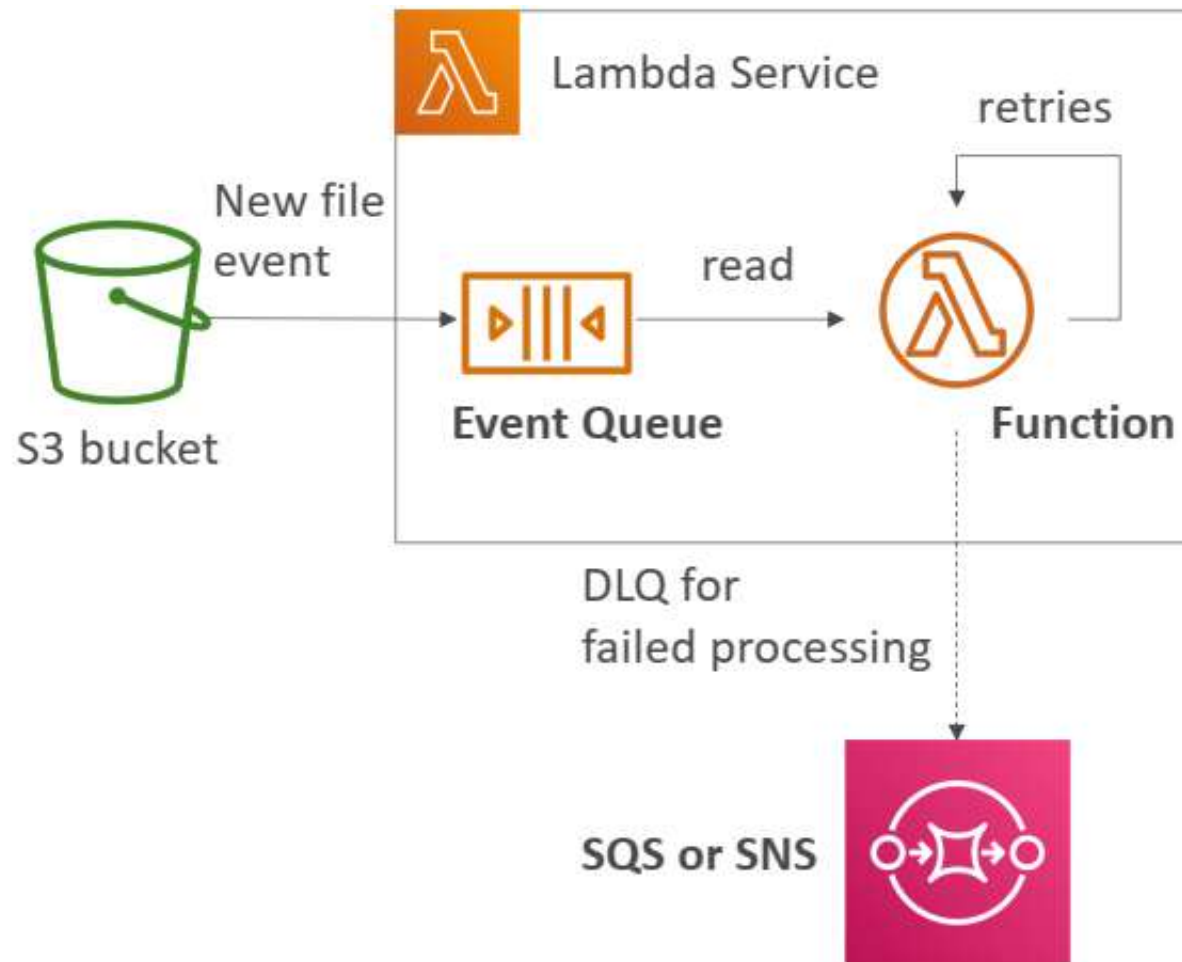 Lambda Service
retries
New file
event
read
S3 bucket
Event Queue
Function
DLQ for
failed processing
SQS or SNS